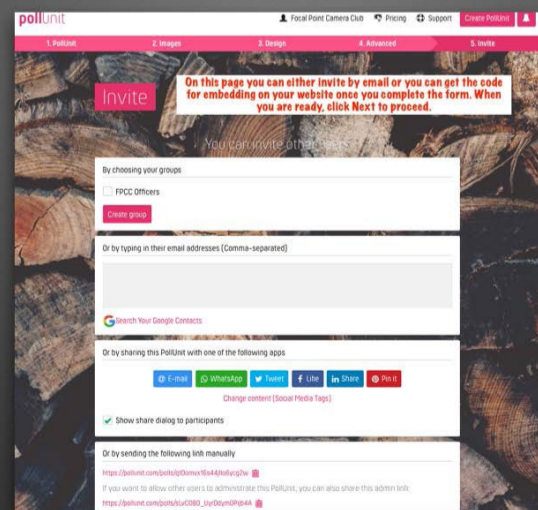 pollunit
Focal Point Camera Club Pricing Support Create PollUnit
1. PollUnit 2. Images 3. Design 4. Advanced 5. Invite
Invite
On this page you can either invite by email or you can get the code
for embedding on your website once you complete the form. When
you are ready, click Next to proceed.
You can invite other users
By choosing your groups
FPCC Officers
Create group
Or by typing in their email addresses (Comma-separated)
Search Your Google Contacts
Or by sharing this PollUnit with one of the following apps
E-mail WhatsApp Tweet Like Share Pin it
Change content (Social Media Tags)
Show share dialog to participants
Or by sending the following link manually
If you want to allow other users to administrate this PollUnit, you can also share this admin link: